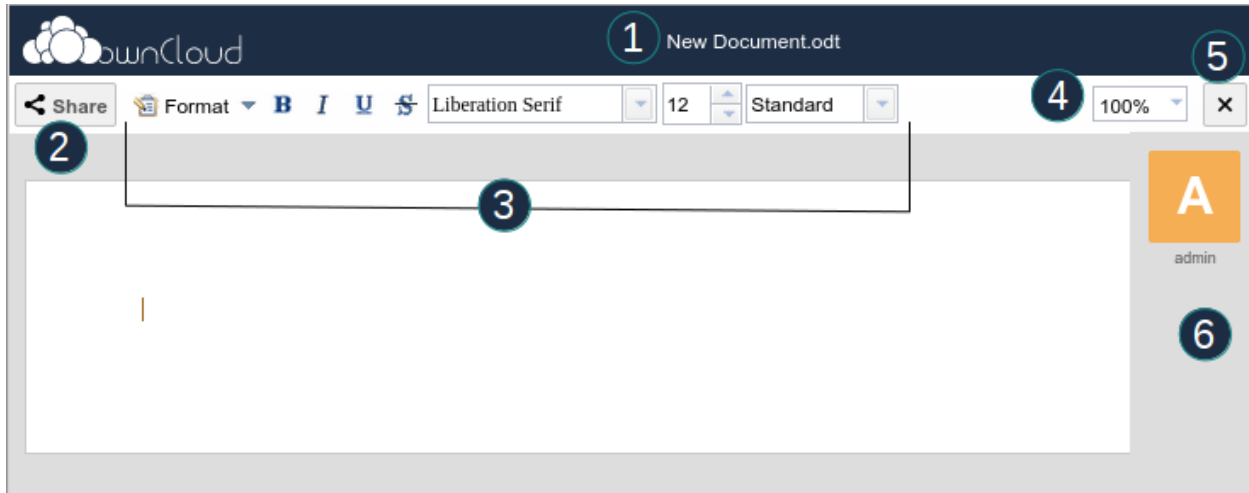 ownCloud
1 New Document.odt
5
Share Format B I U S Liberation Serif 12 Standard 4 100% ×
2
3
A
admin
6